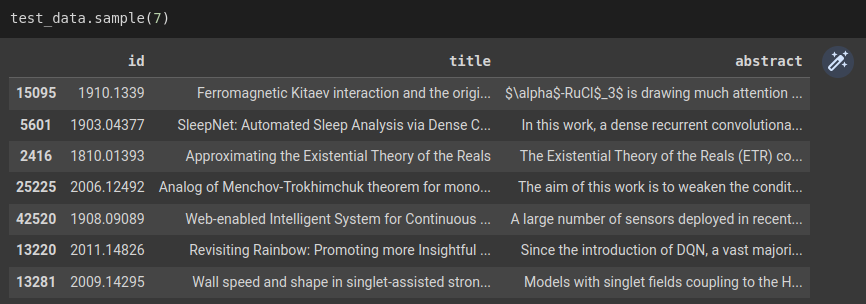 test_data.sample(7)
id title abstract
15095 1910.1339 Ferromagnetic Kitaev interaction and the origi... $\alpha$-RuCl$_3$ is drawing much attention ...
5601 1903.04377 SleepNet: Automated Sleep Analysis via Dense C... In this work, a dense recurrent convolutiona...
2416 1810.01393 Approximating the Existential Theory of the Reals The Existential Theory of the Reals (ETR) co...
25225 2006.12492 Analog of Menchov-Trokhimchuk theorem for mono... The aim of this work is to weaken the condit...
42520 1908.09089 Web-enabled Intelligent System for Continuous ... A large number of sensors deployed in recent...
13220 2011.14826 Revisiting Rainbow: Promoting more Insightful ... Since the introduction of DQN, a vast majori...
13281 2009.14295 Wall speed and shape in singlet-assisted stron... Models with singlet fields coupling to the H...